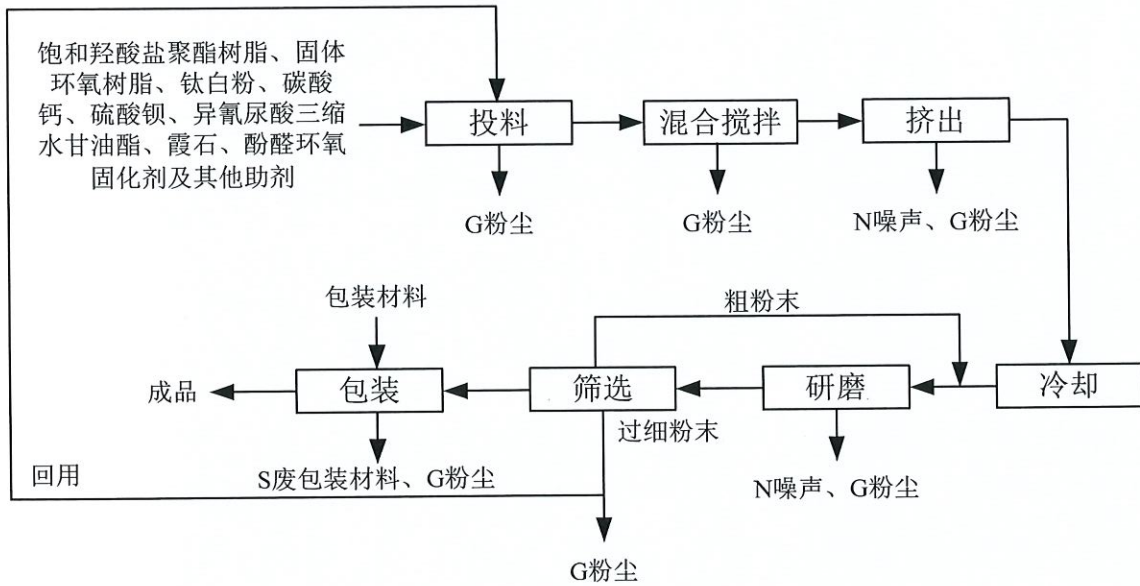 饱和羟酸盐聚酯树脂、固体
环氧树脂、钛白粉、碳酸
钙、硫酸钡、异氰尿酸三缩
水甘油酯、霞石、酚醛环氧
固化剂及其他助剂
投料
混合搅拌
挤出
G粉尘
G粉尘
N噪声、G粉尘
包装材料
粗粉末
成品
包装
筛选
研磨
冷却
过细粉末
回用
S废包装材料、G粉尘
N噪声、G粉尘
G粉尘